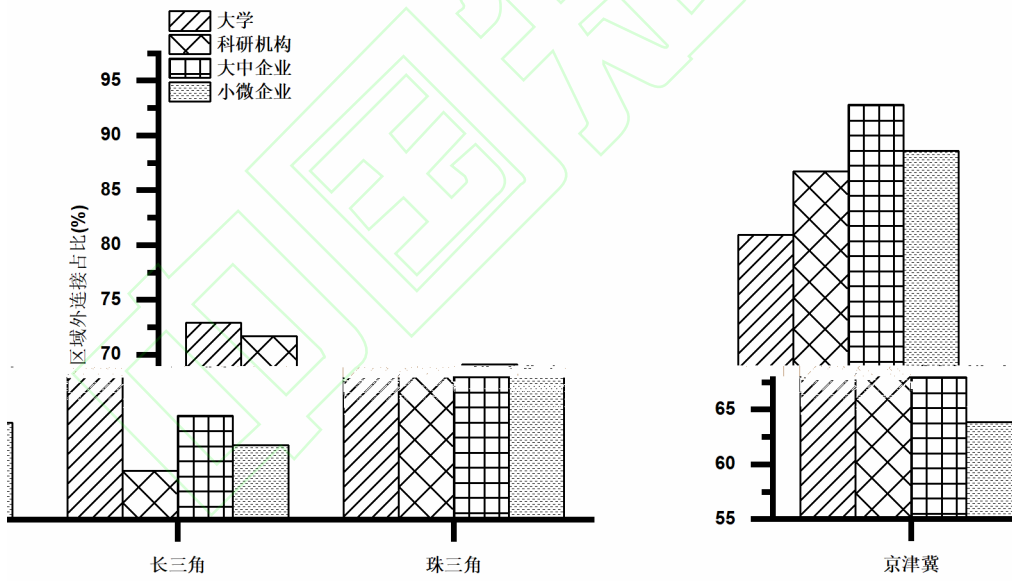 大学
科研机构
大中企业
小微企业
95
90
85
80
75
70
区域外连接占比(%)
65
60
55
长三角
珠三角
京津冀